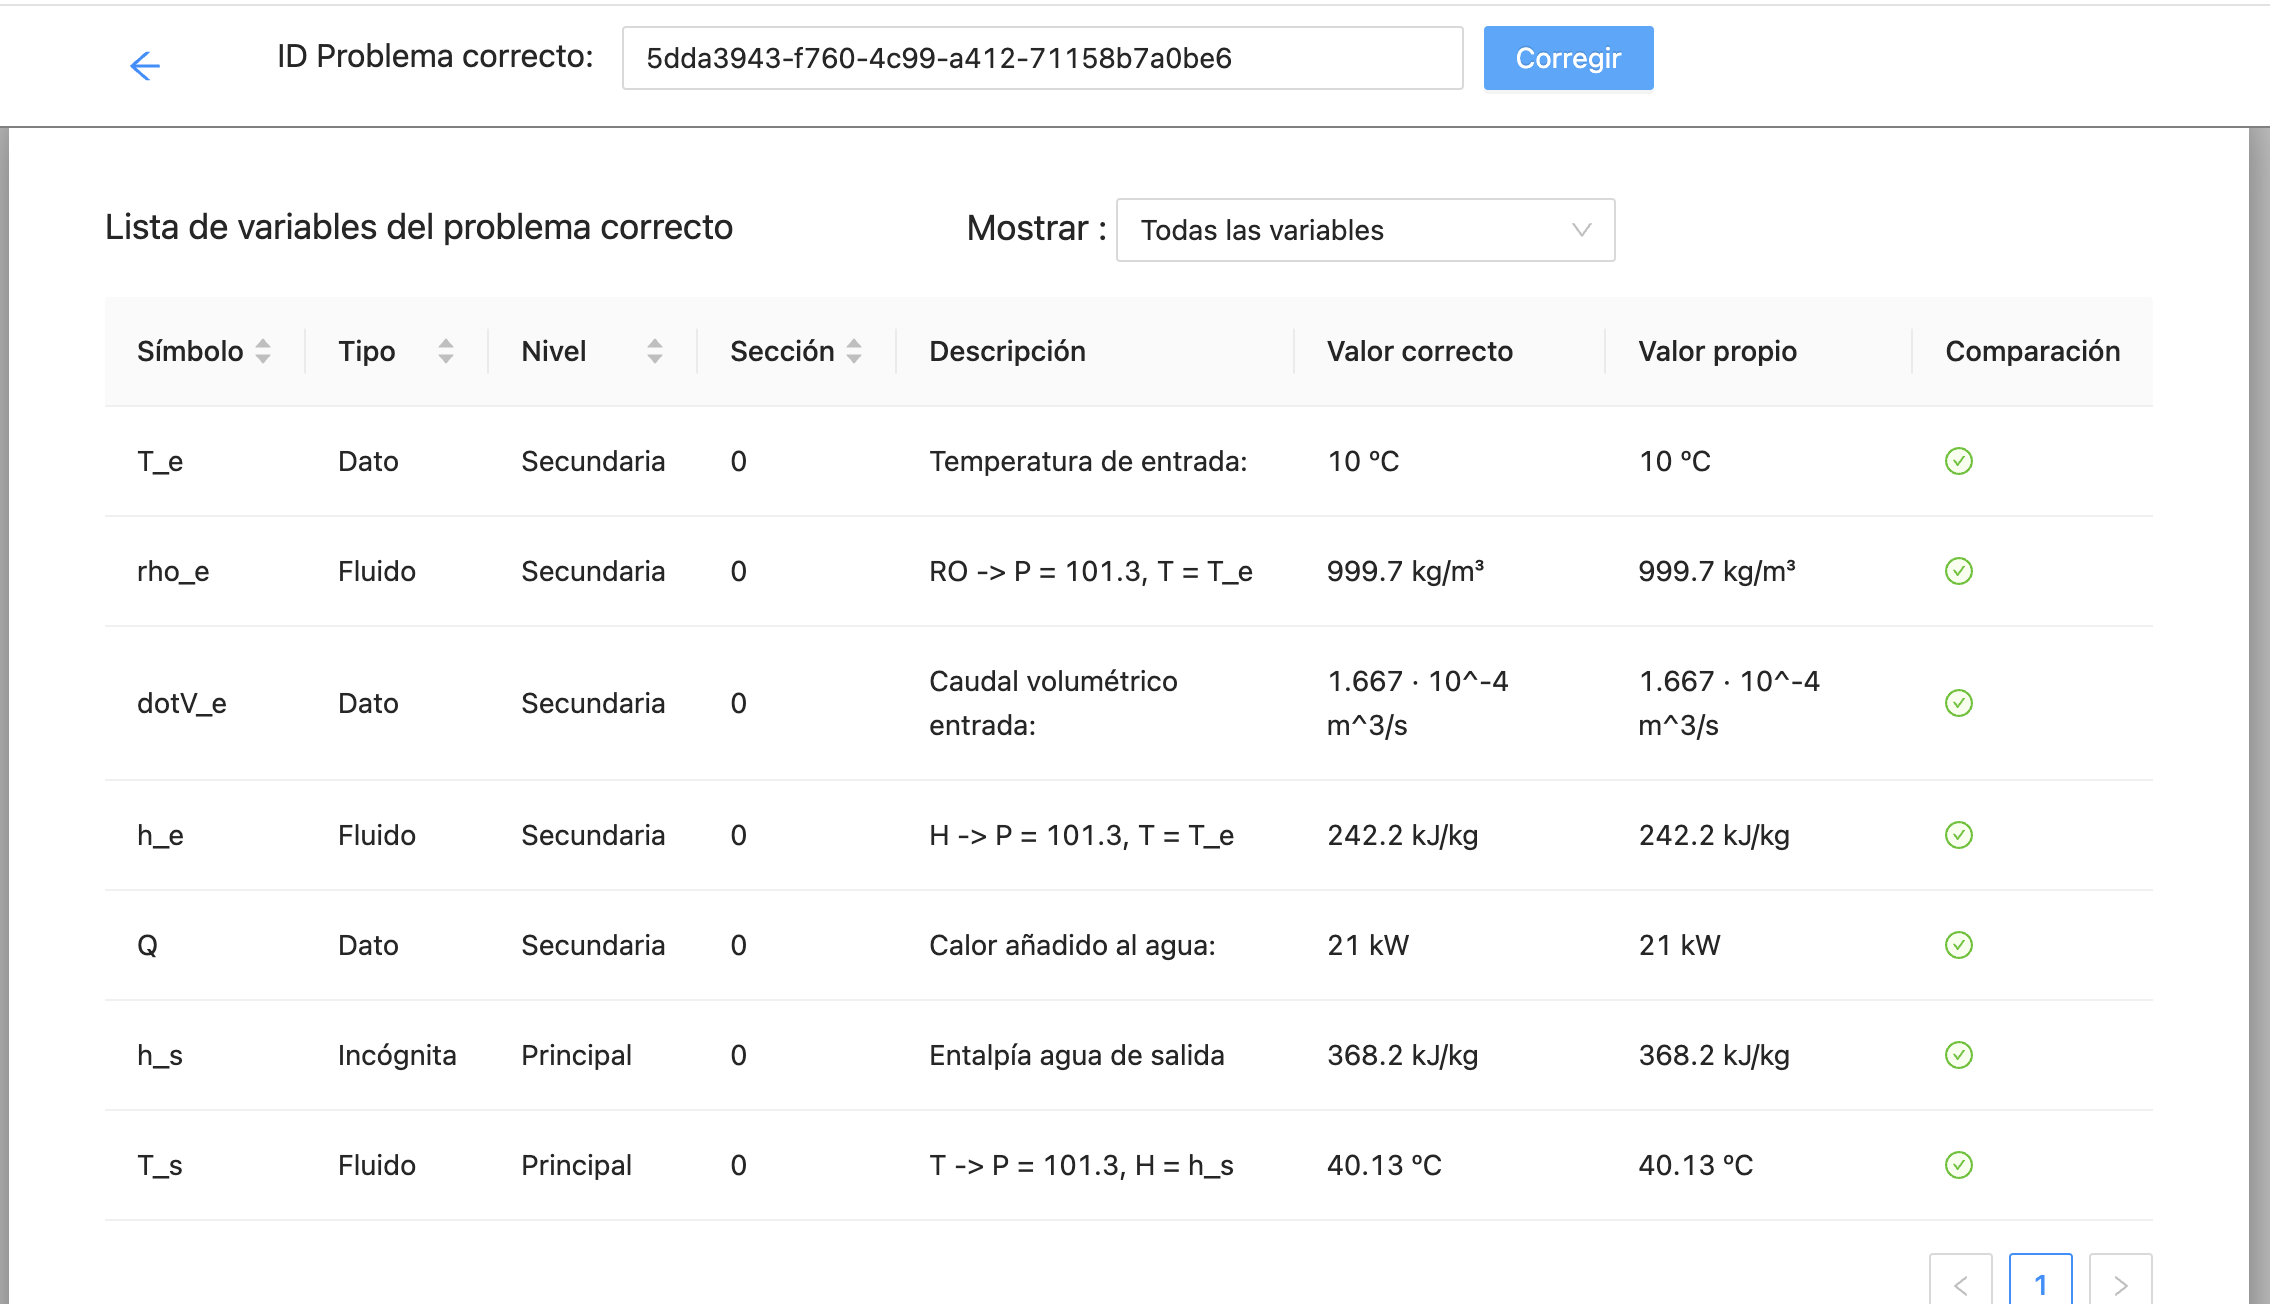 ID Problema correcto: 5dda3943-f760-4c99-a412-71158b7a0be6 Corregir
Lista de variables del problema correcto Mostrar : Todas las variables
Símbolo Tipo Nivel Sección Descripción Valor correcto Valor propio Comparación
T_e Dato Secundaria 0 Temperatura de entrada: 10 ºC 10 ºC
rho_e Fluido Secundaria 0 RO -> P = 101.3, T = T_e 999.7 kg/m³ 999.7 kg/m³
dotV_e Dato Secundaria 0 Caudal volumétrico entrada: 1.667 · 10^-4 m^3/s 1.667 · 10^-4 m^3/s
h_e Fluido Secundaria 0 H -> P = 101.3, T = T_e 242.2 kJ/kg 242.2 kJ/kg
Q Dato Secundaria 0 Calor añadido al agua: 21 kW 21 kW
h_s Incógnita Principal 0 Entalpía agua de salida 368.2 kJ/kg 368.2 kJ/kg
T_s Fluido Principal 0 T -> P = 101.3, H = h_s 40.13 ºC 40.13 ºC
< 1 >